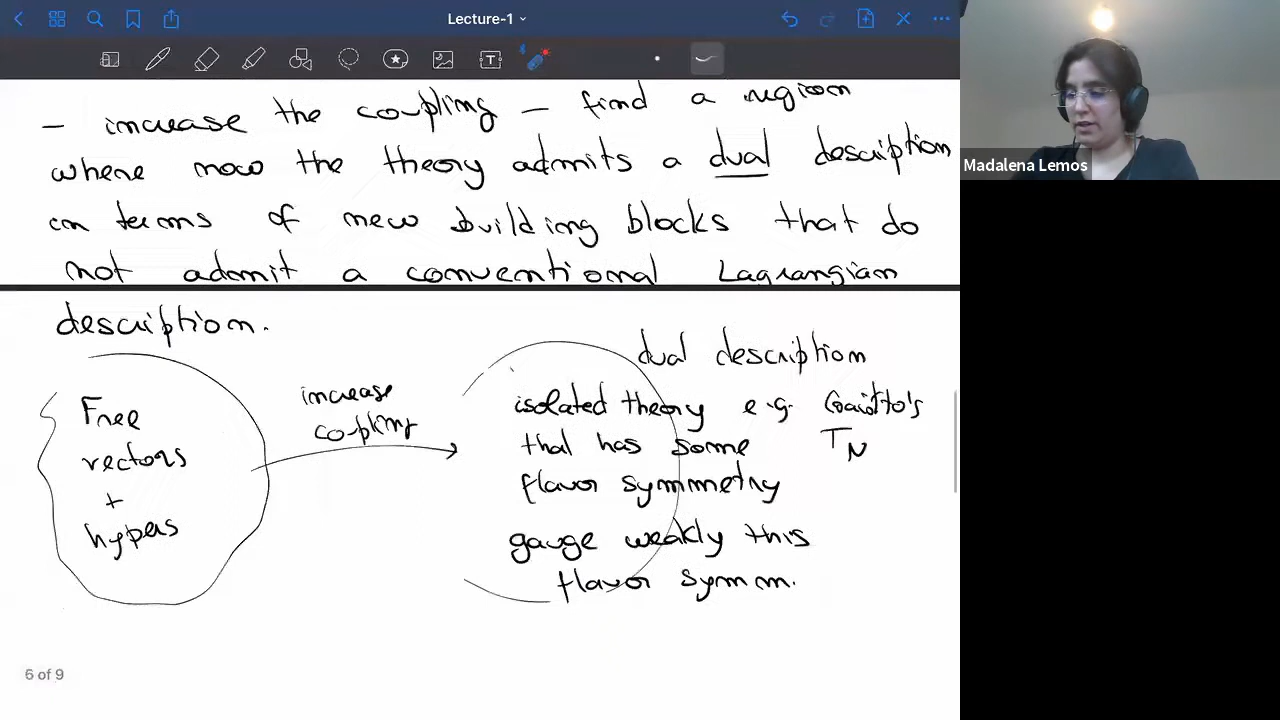 Lecture-1
Madalena Lemos
- increase the coupling - find a region
where now the theory admits a dual description
in terms of new building blocks that do
not admit a conventional Lagrangian
description.
dual description
Free
vectors
+
hypers
increase
coupling
isolated theory e.g. Gaiotto's
that has some TN
flavor symmetry
gauge weakly this
flavor symm.
6 of 9